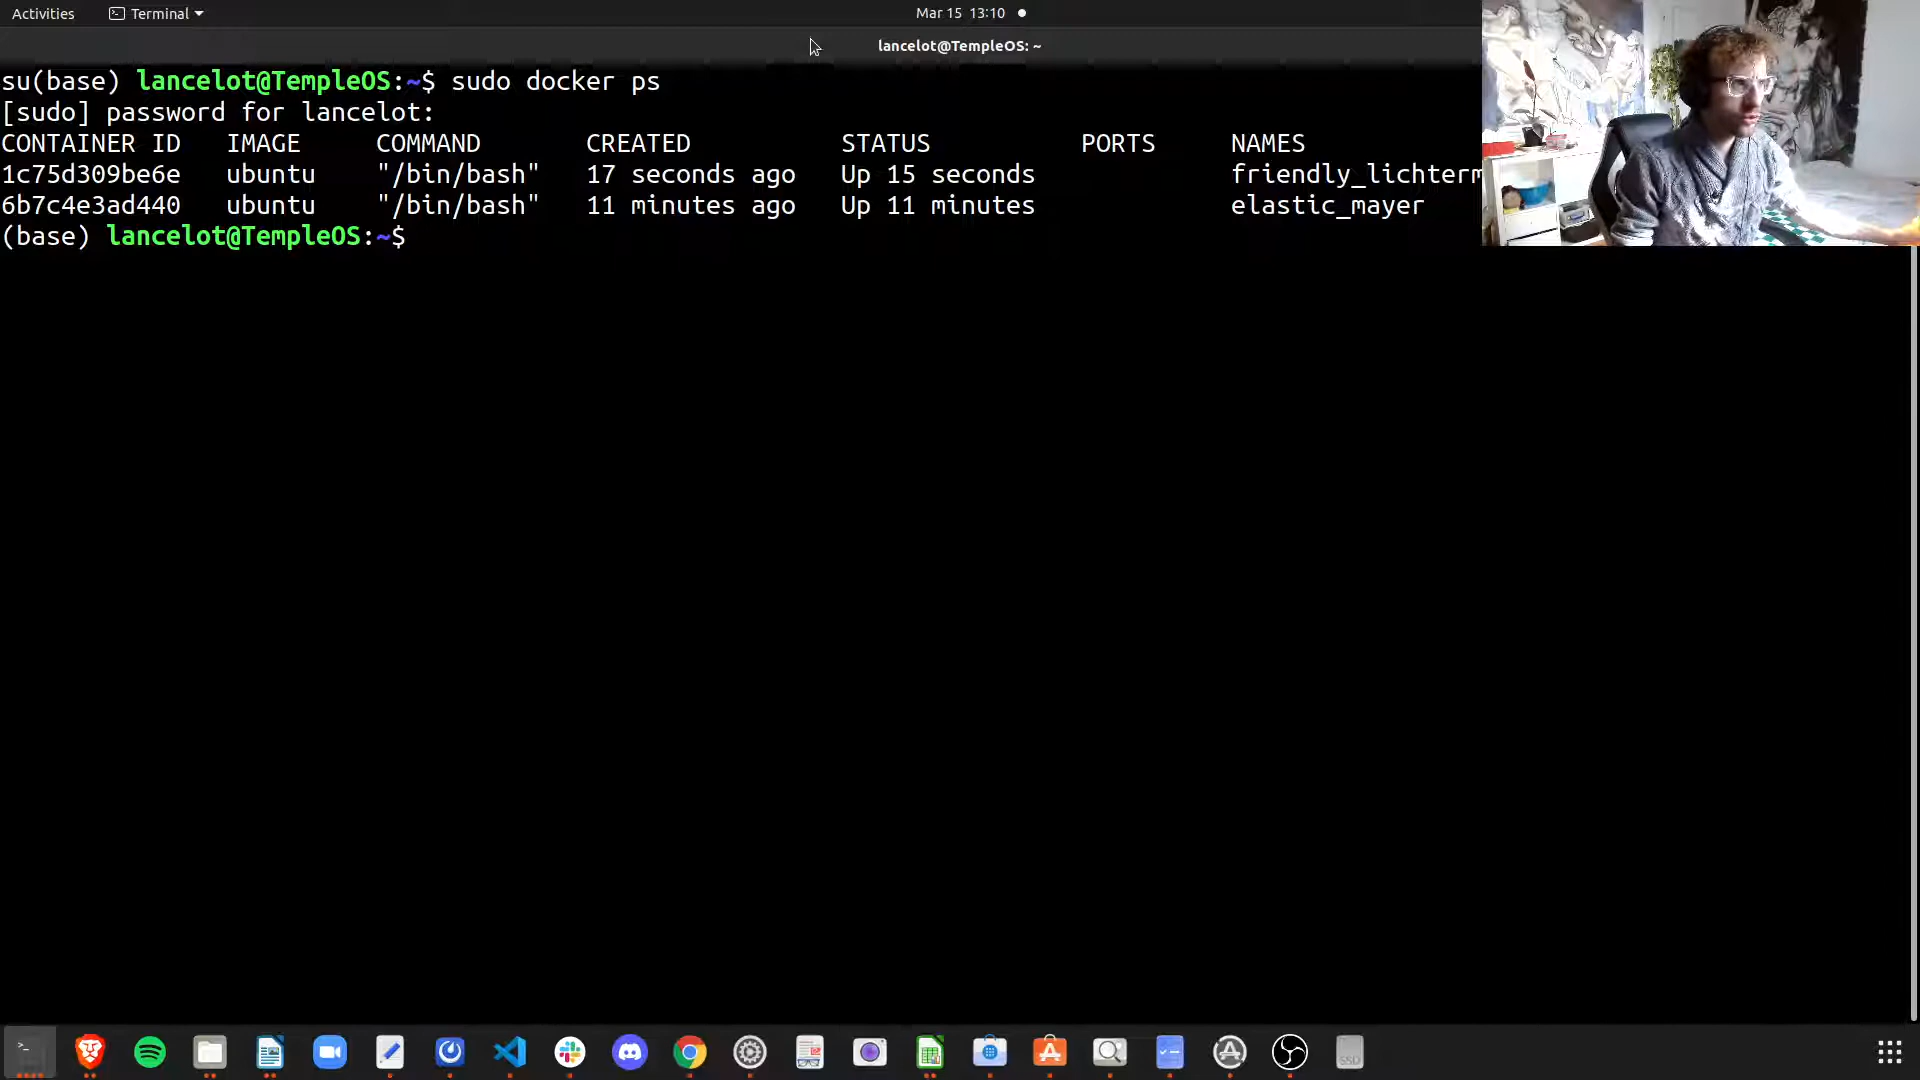 Activities Terminal Mar 15 13:10
lancelot@TempleOS: ~
su(base) lancelot@TempleOS:~$ sudo docker ps
[sudo] password for lancelot:
CONTAINER ID IMAGE COMMAND CREATED STATUS PORTS NAMES
1c75d309be6e ubuntu "/bin/bash" 17 seconds ago Up 15 seconds friendly_lichterm
6b7c4e3ad440 ubuntu "/bin/bash" 11 minutes ago Up 11 minutes elastic_mayer
(base) lancelot@TempleOS:~$
>_
SSD